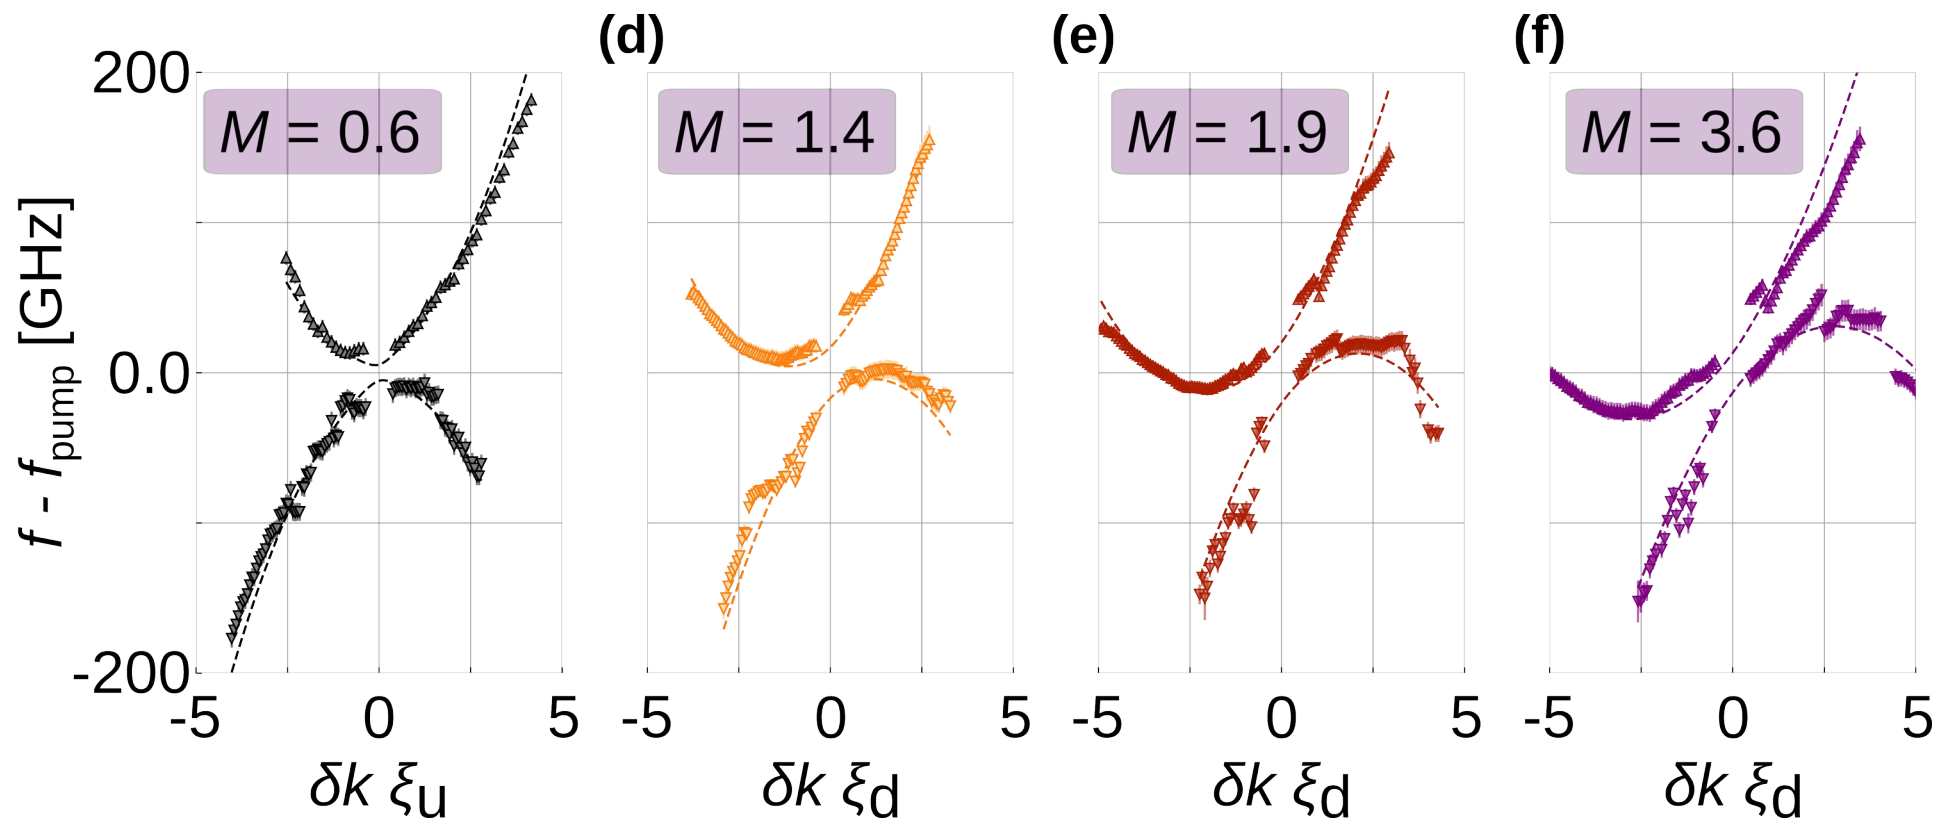 (d) (e) (f)
M = 0.6 M = 1.4 M = 1.9 M = 3.6
200
0.0
-200
f - fpump [GHz]
-5 0 5 -5 0 5 -5 0 5 -5 0 5
δk ξu δk ξd δk ξd δk ξd